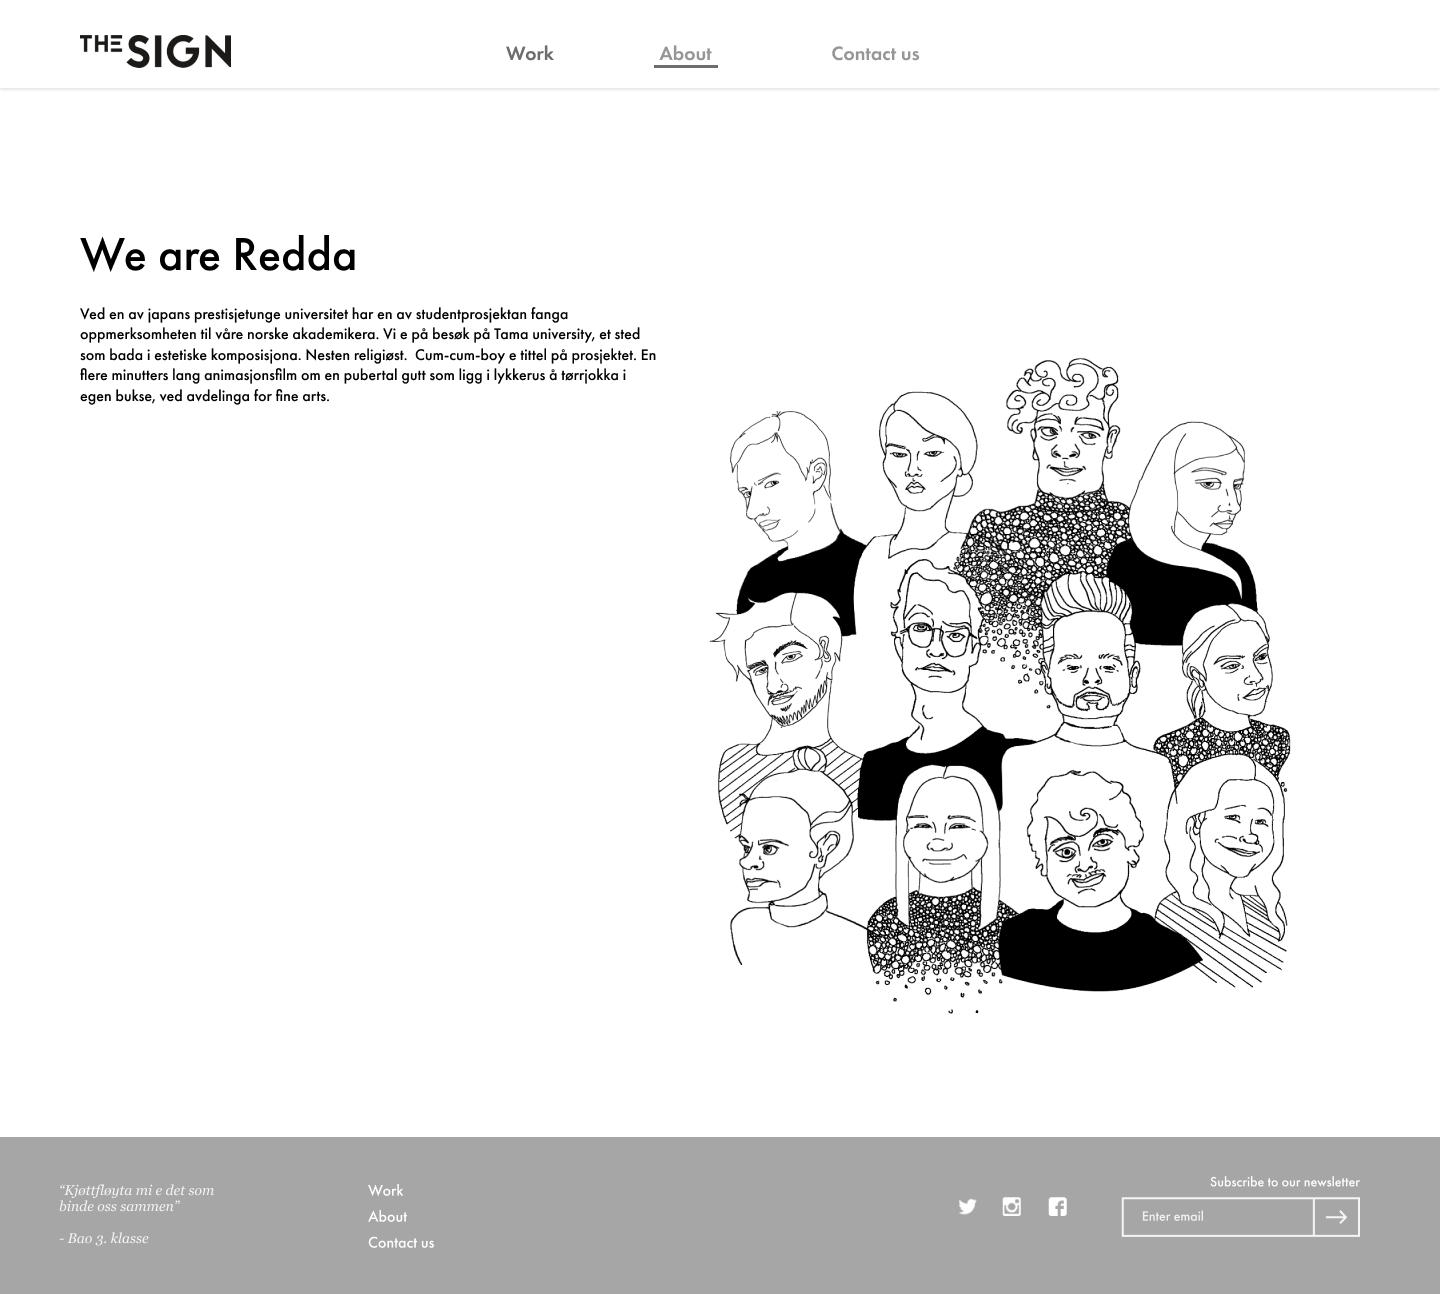 THE SIGN
Work
About
Contact us
We are Redda
Ved en av japans prestisjetunge universitet har en av studentprosjektan fanga
oppmerksomheten til våre norske akademikera. Vi e på besøk på Tama university, et sted
som bada i estetiske komposisjona. Nesten religiøst.  Cum-cum-boy e tittel på prosjektet. En
flere minutters lang animasjonsfilm om en pubertal gutt som ligg i lykkerus å tørrjokka i
egen bukse, ved avdelinga for fine arts.
“Kjøttfløyta mi e det som
binde oss sammen”
- Bao 3. klasse
Work
About
Contact us
Subscribe to our newsletter
Enter email